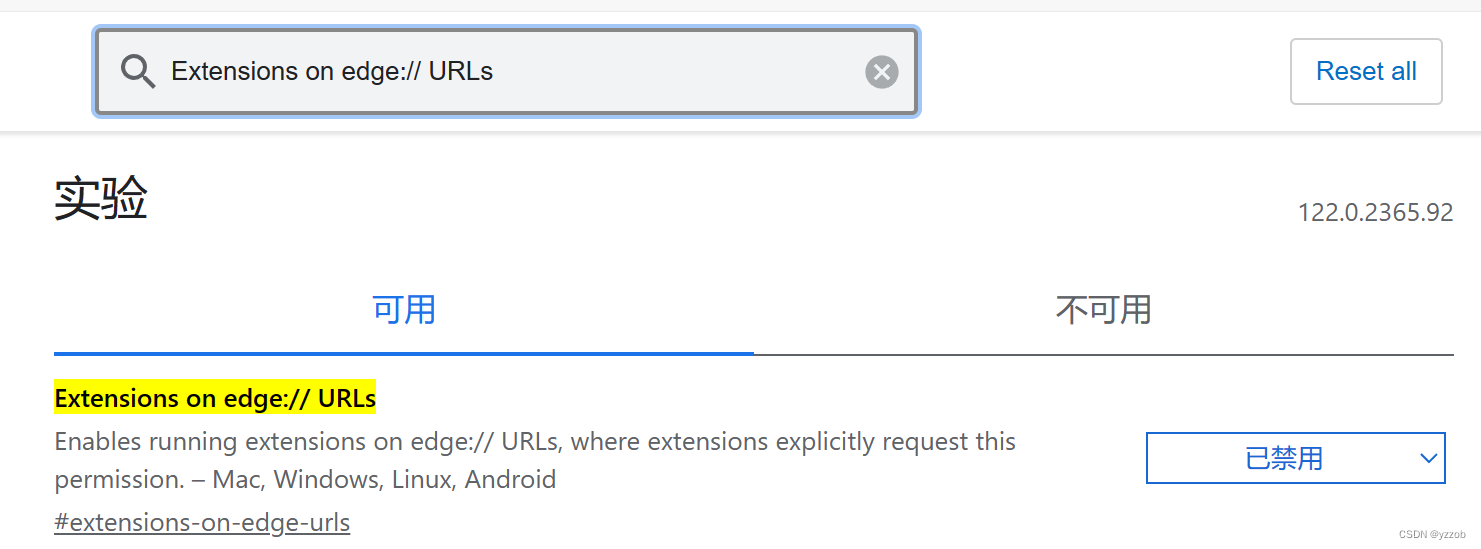 Extensions on edge:// URLs
Reset all
实验
122.0.2365.92
可用
不可用
Extensions on edge:// URLs
Enables running extensions on edge:// URLs, where extensions explicitly request this
permission. – Mac, Windows, Linux, Android
已禁用
#extensions-on-edge-urls
CSDN @yzzob